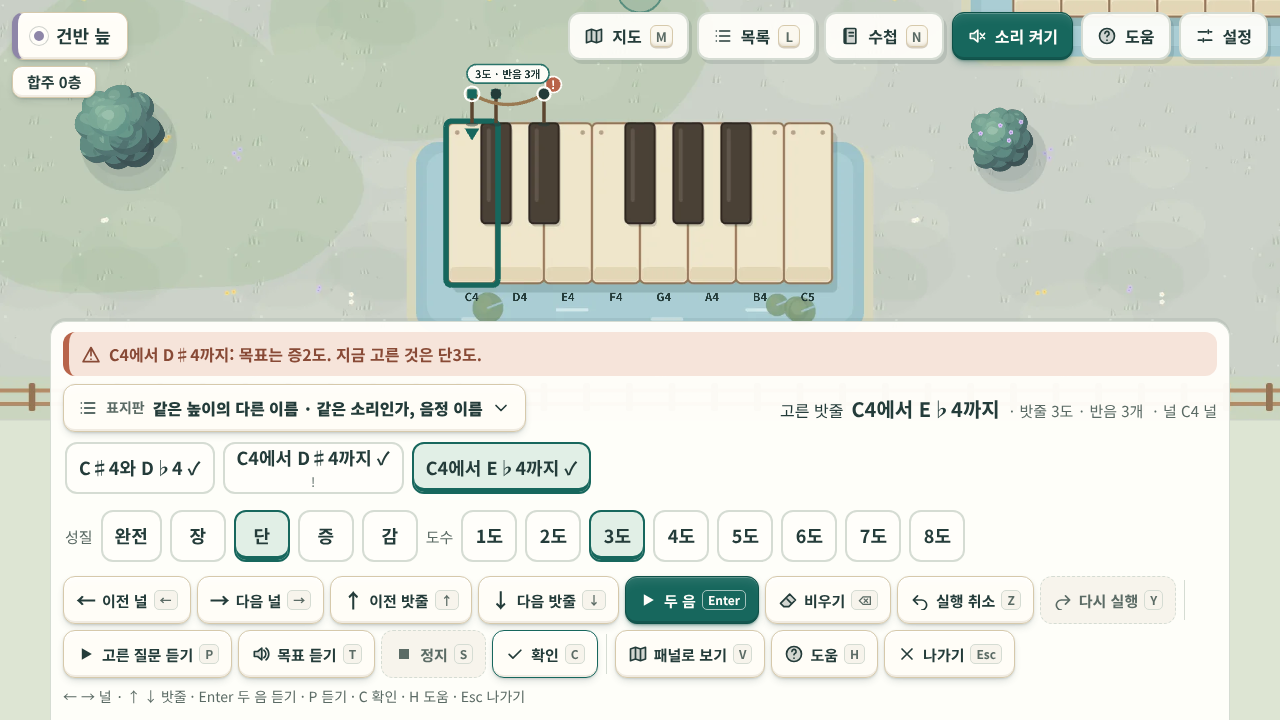 건반 늪
지도 M
목록 L
수첩 N
소리 켜기
도움
설정
합주 0층
3도 · 반음 3개
!
C4 D4 E4 F4 G4 A4 B4 C5
C4에서 D♯4까지: 목표는 증2도. 지금 고른 것은 단3도.
표지판 같은 높이의 다른 이름 · 같은 소리인가, 음정 이름
고른 밧줄 C4에서 E♭4까지 · 밧줄 3도 · 반음 3개 · 널 C4 널
C♯4와 D♭4 ✓
C4에서 D♯4까지 ✓
!
C4에서 E♭4까지 ✓
성질 완전 장 단 증 감 도수 1도 2도 3도 4도 5도 6도 7도 8도
← 이전 널 ← → 다음 널 → ↑ 이전 밧줄 ↑ ↓ 다음 밧줄 ↓ 두 음 Enter 비우기 ⌫ 실행 취소 Z 다시 실행 Y
고른 질문 듣기 P 목표 듣기 T 정지 S 확인 C 패널로 보기 V 도움 H 나가기 Esc
← → 널 · ↑ ↓ 밧줄 · Enter 두 음 듣기 · P 듣기 · C 확인 · H 도움 · Esc 나가기